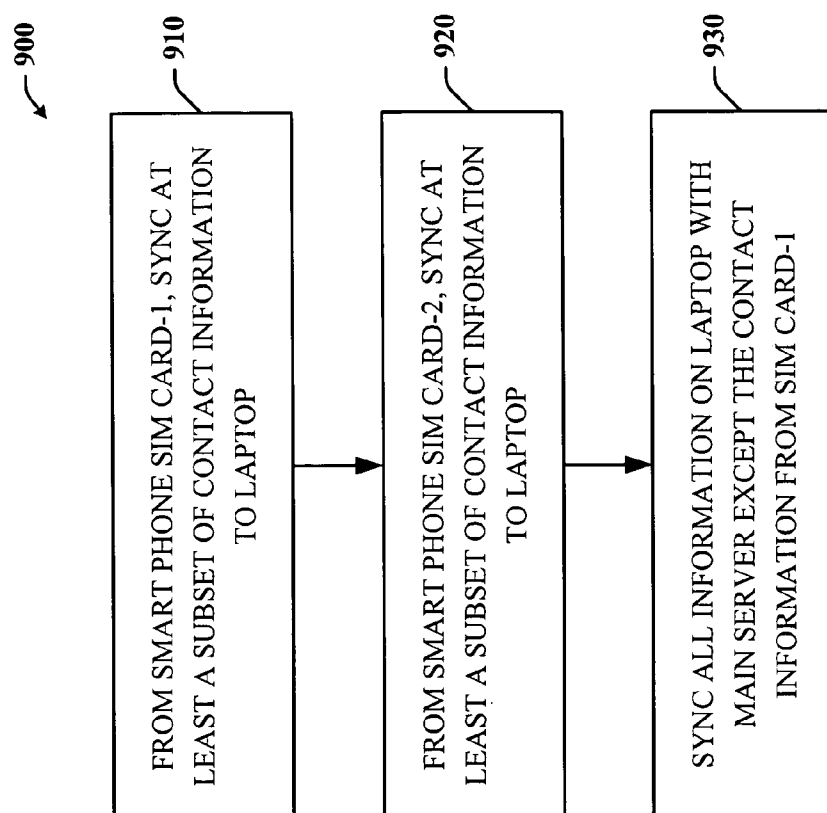 900
910
FROM SMART PHONE SIM CARD-1, SYNC AT
LEAST A SUBSET OF CONTACT INFORMATION
TO LAPTOP
920
FROM SMART PHONE SIM CARD-2, SYNC AT
LEAST A SUBSET OF CONTACT INFORMATION
TO LAPTOP
930
SYNC ALL INFORMATION ON LAPTOP WITH
MAIN SERVER EXCEPT THE CONTACT
INFORMATION FROM SIM CARD-1